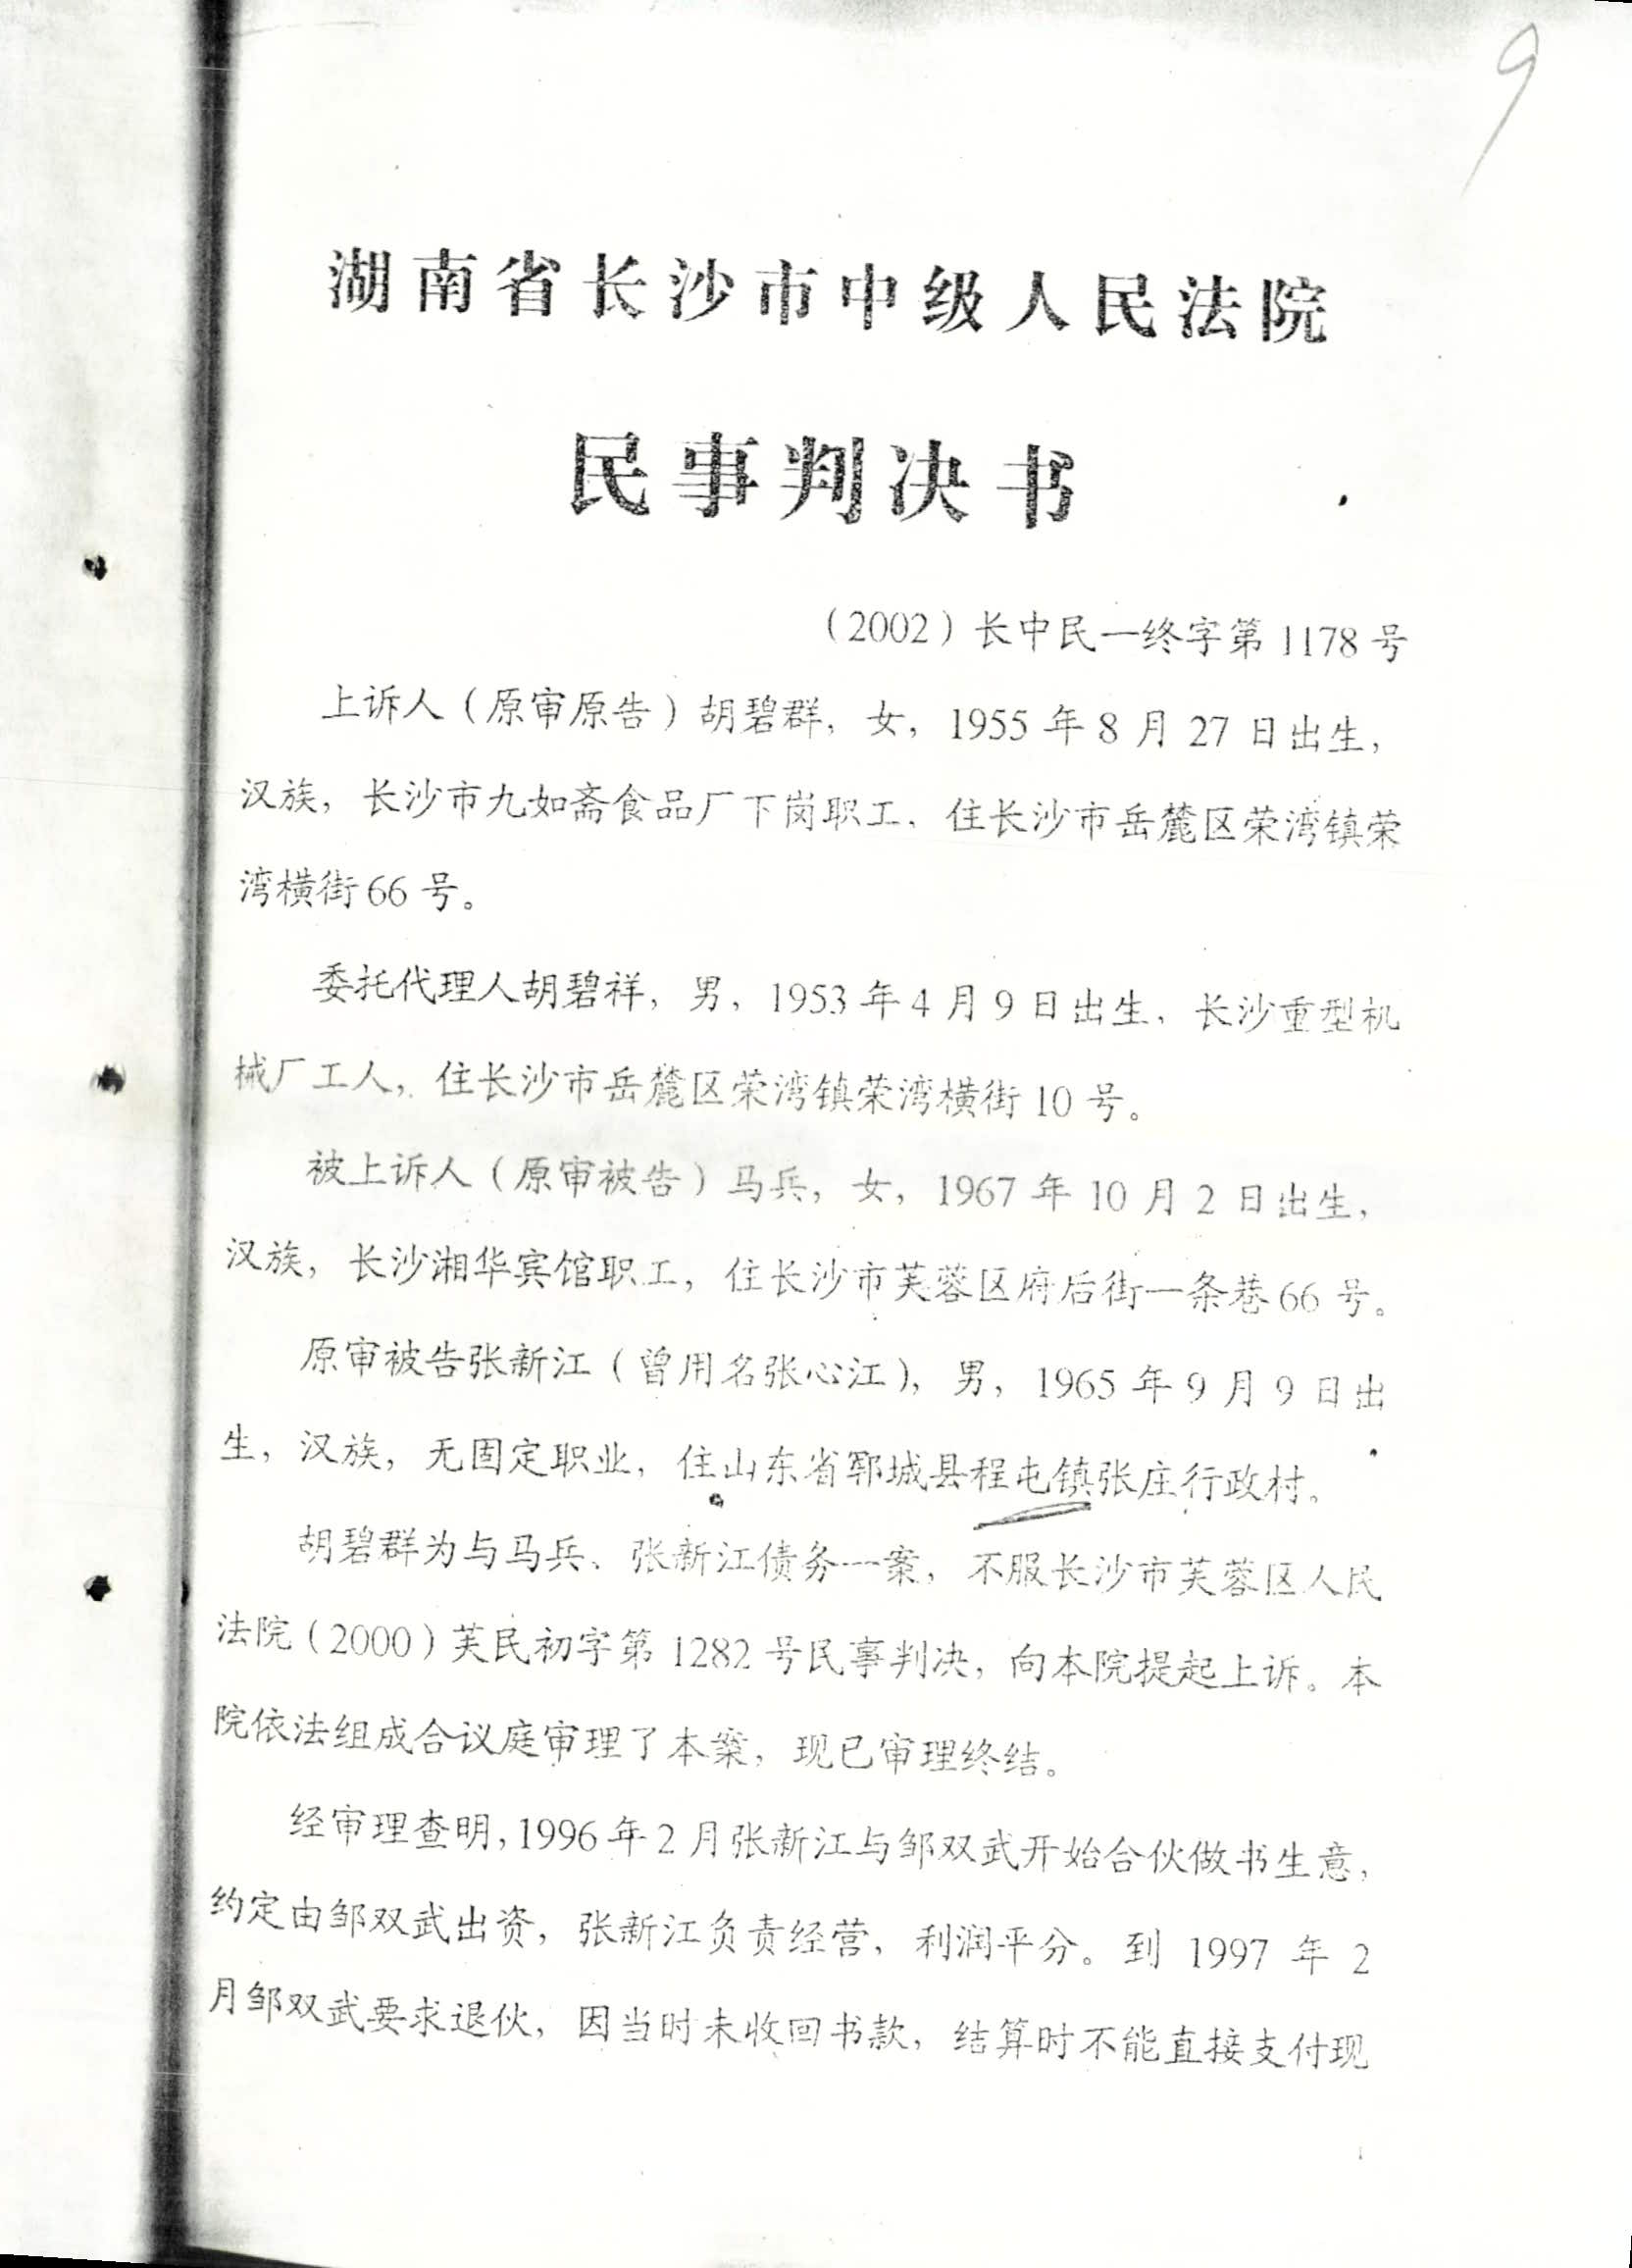 9
湖南省长沙市中级人民法院
民事判决书
（2002）长中民一终字第1178号
上诉人（原审原告）胡碧群，女，1955年8月27日出生，
汉族，长沙市九如斋食品厂下岗职工，住长沙市岳麓区荣湾镇荣
湾横街66号。
委托代理人胡碧祥，男，1953年4月9日出生，长沙重型机
械厂工人，住长沙市岳麓区荣湾镇荣湾横街10号。
被上诉人（原审被告）马兵，女，1967年10月2日出生，
汉族，长沙湘华宾馆职工，住长沙市芙蓉区府后街一条巷66号。
原审被告张新江（曾用名张心江），男，1965年9月9日出
生，汉族，无固定职业，住山东省郓城县程屯镇张庄行政村。
胡碧群为与马兵、张新江债务一案，不服长沙市芙蓉区人民
法院（2000）芙民初字第1282号民事判决，向本院提起上诉。本
院依法组成合议庭审理了本案，现已审理终结。
经审理查明，1996年2月张新江与邹双武开始合伙做书生意，
约定由邹双武出资，张新江负责经营，利润平分。到1997年2
月邹双武要求退伙，因当时未收回书款，结算时不能直接支付现